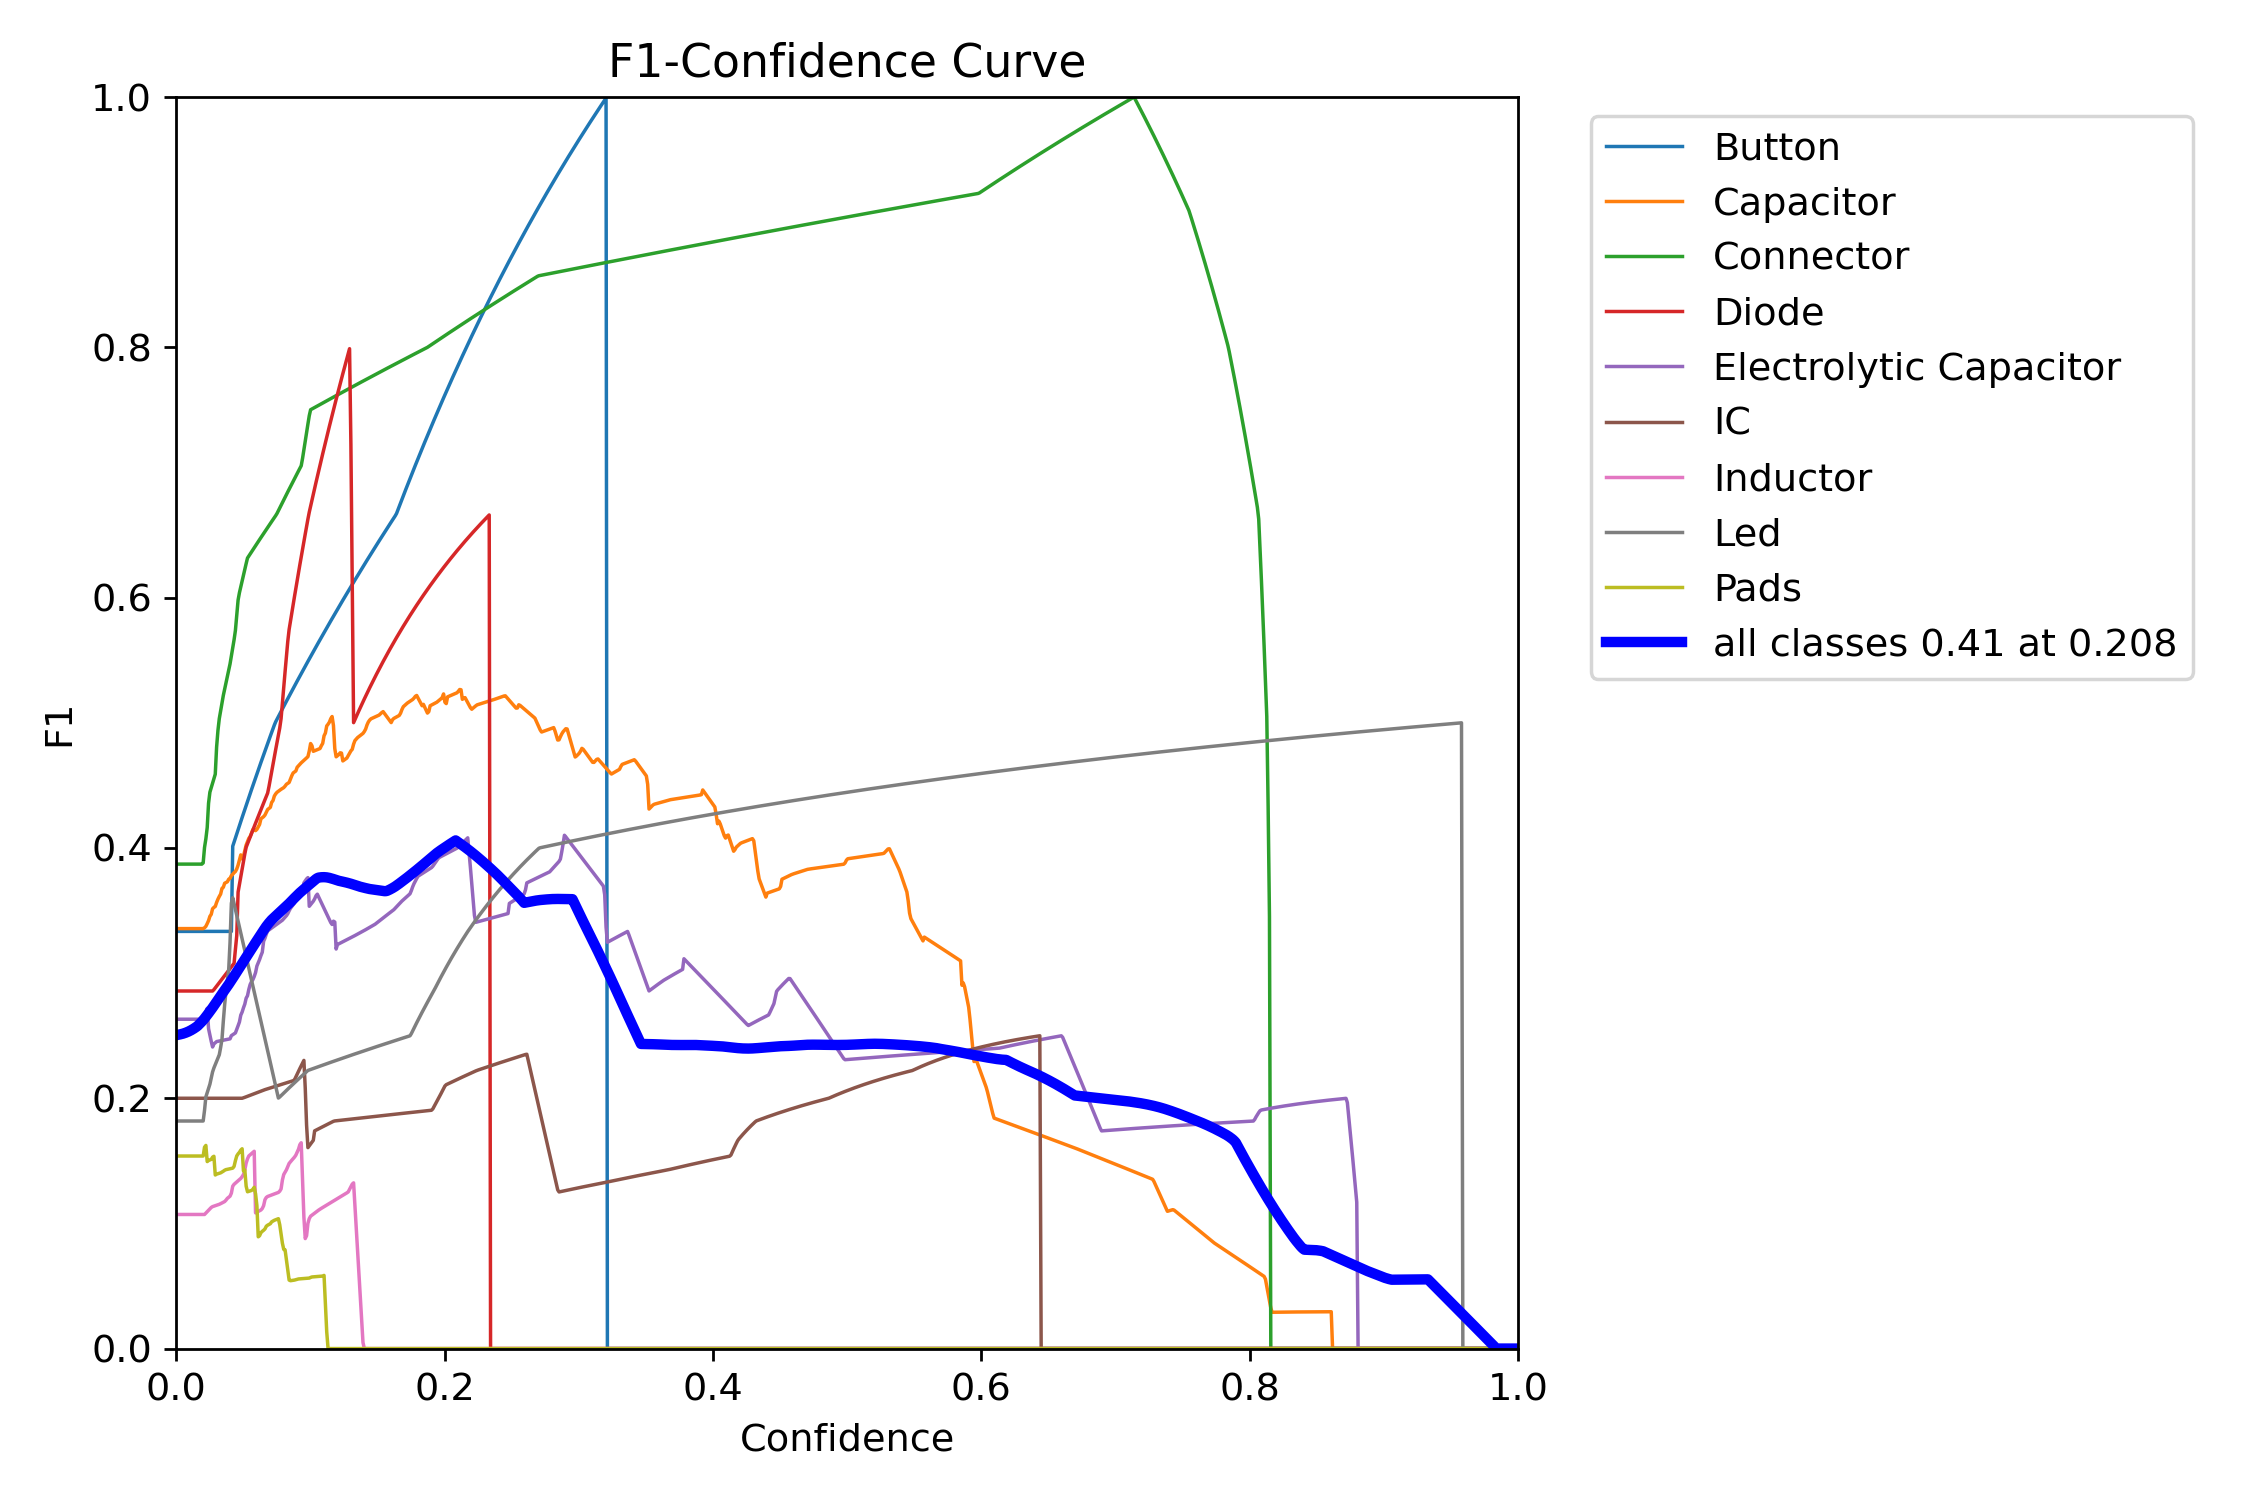 F1-Confidence Curve
1.0
0.8
0.6
0.4
0.2
0.0
F1
0.0 0.2 0.4 0.6 0.8 1.0
Confidence
Button
Capacitor
Connector
Diode
Electrolytic Capacitor
IC
Inductor
Led
Pads
all classes 0.41 at 0.208